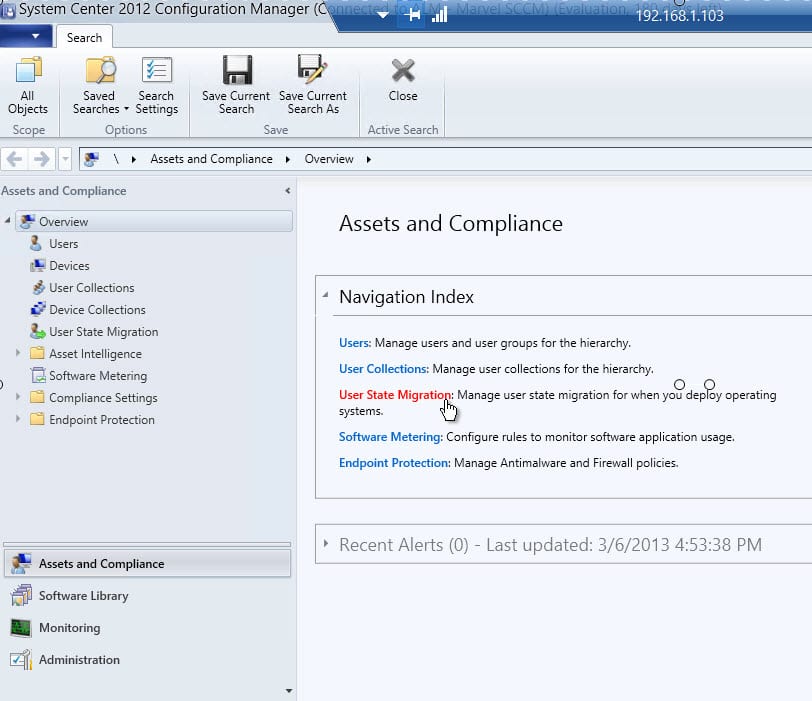 System Center 2012 Configuration Manager (Connected to
Marvel SCCM) (Evaluation, 180
192.168.1.103
Search
All Objects
Saved Searches
Search Settings
Save Current Search
Save Current Search As
Close
Scope
Options
Save
Active Search
\ Assets and Compliance Overview
Assets and Compliance
Overview
Users
Devices
User Collections
Device Collections
User State Migration
Asset Intelligence
Software Metering
Compliance Settings
Endpoint Protection
Assets and Compliance
Software Library
Monitoring
Administration
Assets and Compliance
Navigation Index
Users: Manage users and user groups for the hierarchy.
User Collections: Manage user collections for the hierarchy.
User State Migration: Manage user state migration for when you deploy operating
systems.
Software Metering: Configure rules to monitor software application usage.
Endpoint Protection: Manage Antimalware and Firewall policies.
Recent Alerts (0) - Last updated: 3/6/2013 4:53:38 PM